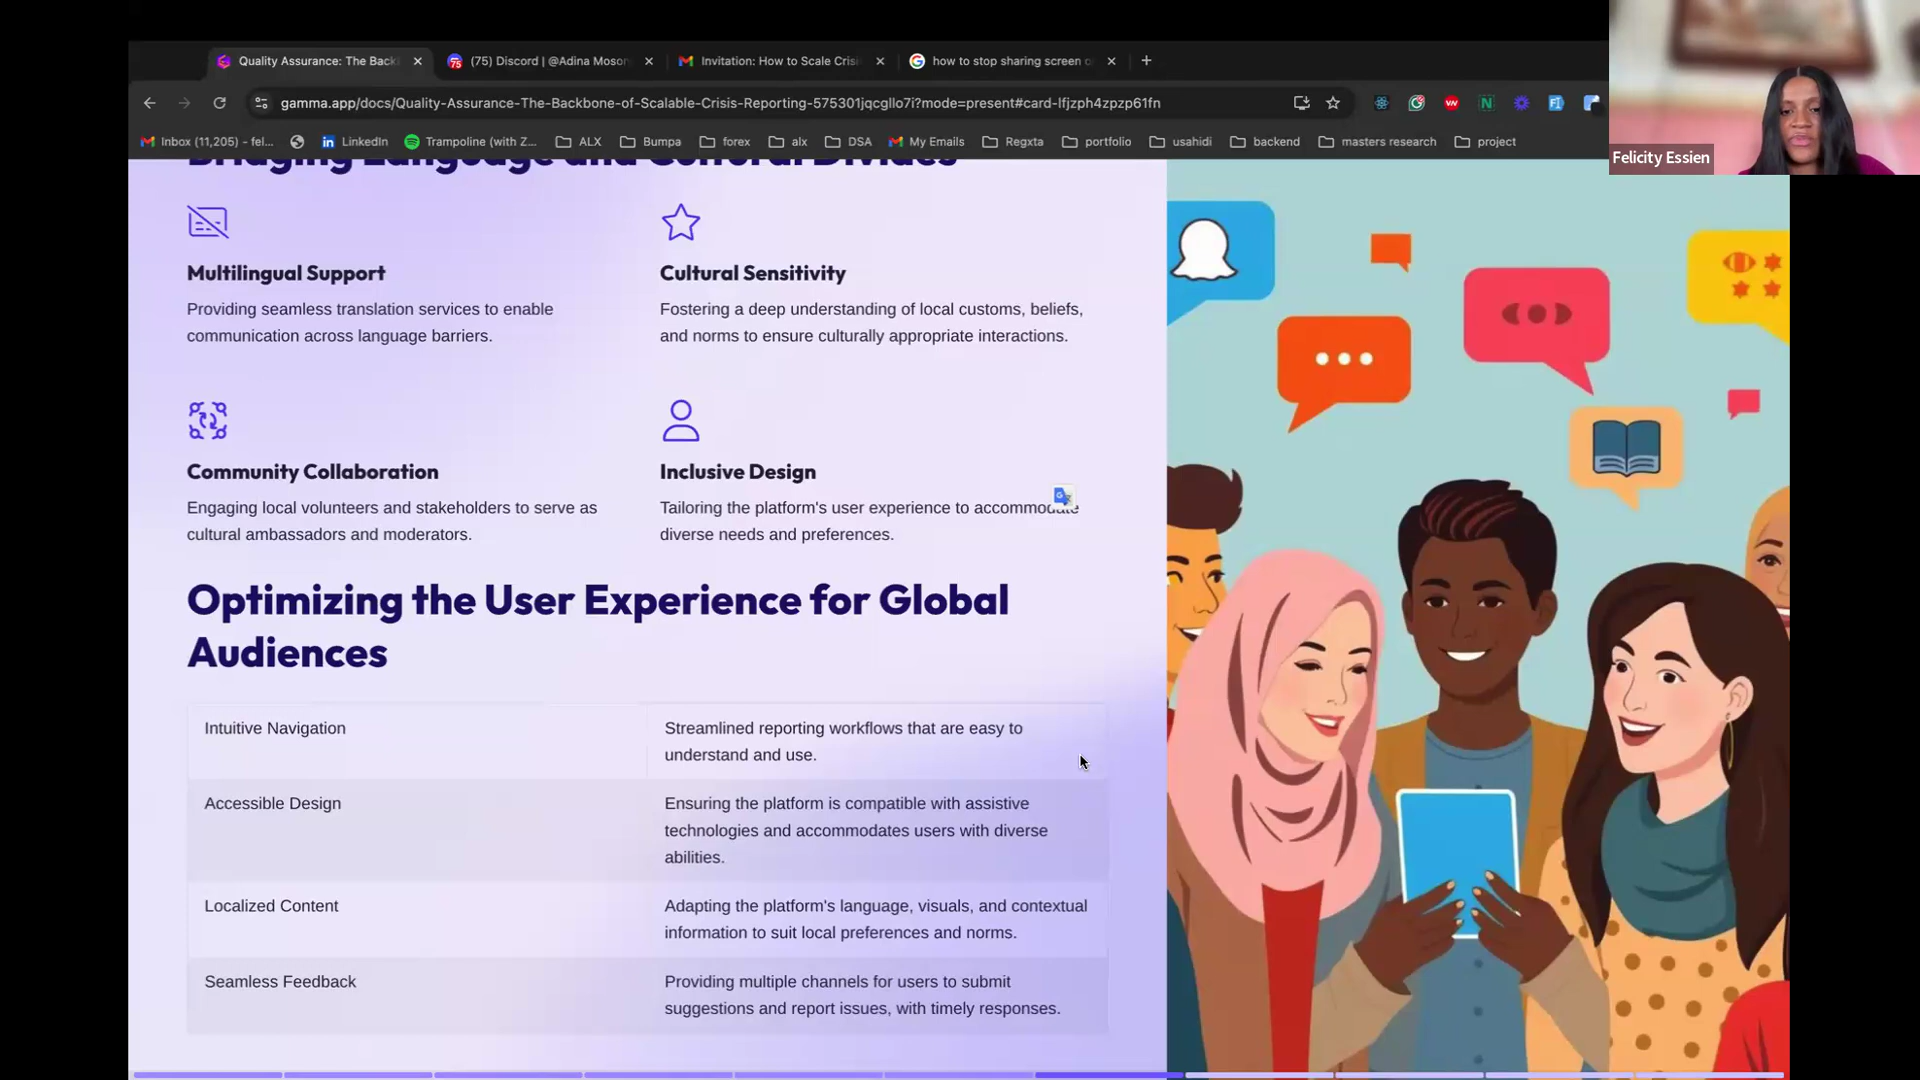 Quality Assurance: The Back
(75) Discord | @Adina Moson
Invitation: How to Scale Crisi
how to stop sharing screen o
gamma.app/docs/Quality-Assurance-The-Backbone-of-Scalable-Crisis-Reporting-575301jqcgllo7i?mode=present#card-lfjzph4zpzp61fn
Inbox (11,205) - fel...
LinkedIn
Trampoline (with Z...
ALX
Bumpa
forex
alx
DSA
My Emails
Regxta
portfolio
usahidi
backend
masters research
project
Felicity Essien
Bridging Language and Cultural Divides
Multilingual Support
Providing seamless translation services to enable
communication across language barriers.
Cultural Sensitivity
Fostering a deep understanding of local customs, beliefs,
and norms to ensure culturally appropriate interactions.
Community Collaboration
Engaging local volunteers and stakeholders to serve as
cultural ambassadors and moderators.
Inclusive Design
Tailoring the platform's user experience to accommodate
diverse needs and preferences.
Optimizing the User Experience for Global
Audiences
Intuitive Navigation
Streamlined reporting workflows that are easy to
understand and use.
Accessible Design
Ensuring the platform is compatible with assistive
technologies and accommodates users with diverse
abilities.
Localized Content
Adapting the platform's language, visuals, and contextual
information to suit local preferences and norms.
Seamless Feedback
Providing multiple channels for users to submit
suggestions and report issues, with timely responses.